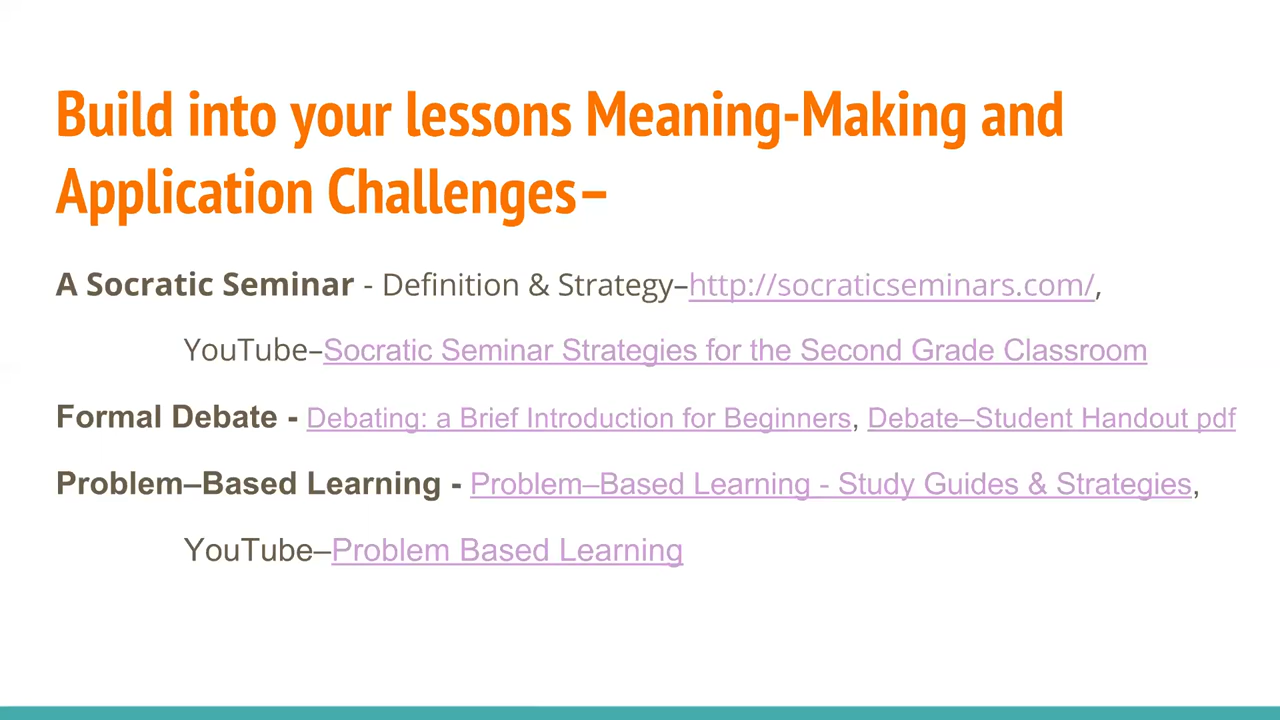 Build into your lessons Meaning-Making and
Application Challenges–
A Socratic Seminar - Definition & Strategy–http://socraticseminars.com/,
YouTube–Socratic Seminar Strategies for the Second Grade Classroom
Formal Debate - Debating: a Brief Introduction for Beginners, Debate–Student Handout pdf
Problem–Based Learning - Problem–Based Learning - Study Guides & Strategies,
YouTube–Problem Based Learning